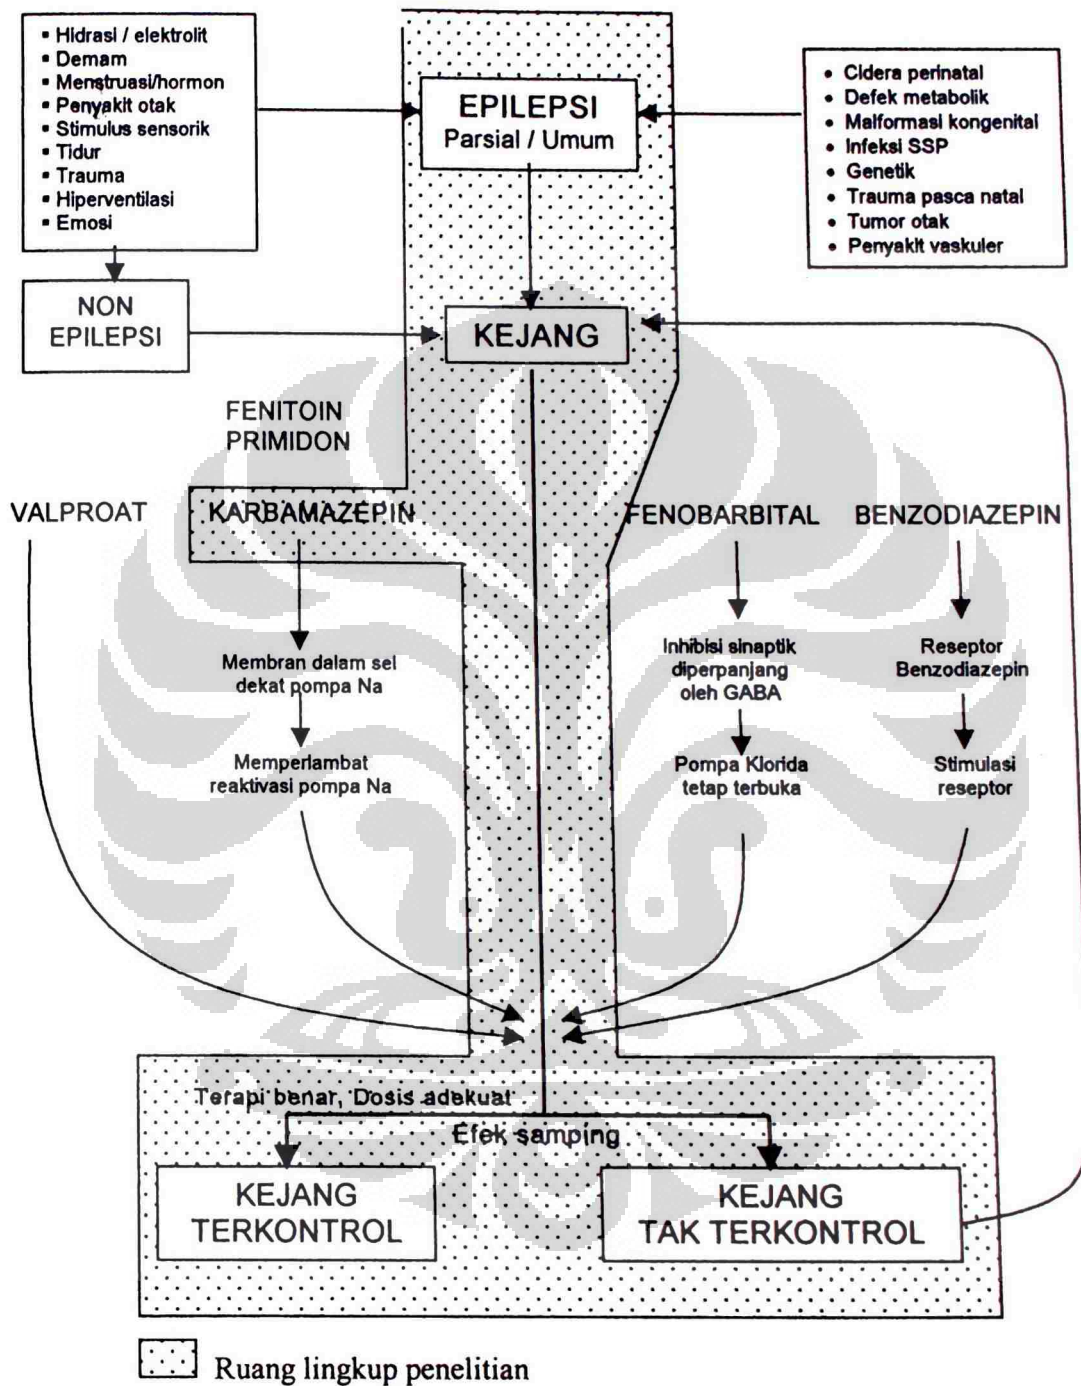 ▪ Hidrasi / elektrolit
▪ Demam
▪ Menstruasi/hormon
▪ Penyakit otak
▪ Stimulus sensorik
▪ Tidur
▪ Trauma
▪ Hiperventilasi
▪ Emosi
EPILEPSI
Parsial / Umum
• Cidera perinatal
• Defek metabolik
• Malformasi kongenital
• Infeksi SSP
• Genetik
• Trauma pasca natal
• Tumor otak
• Penyakit vaskuler
NON
EPILEPSI
KEJANG
FENITOIN
PRIMIDON
VALPROAT
KARBAMAZEPIN
FENOBARBITAL
BENZODIAZEPIN
Membran dalam sel
dekat pompa Na
Memperlambat
reaktivasi pompa Na
Inhibisi sinaptik
diperpanjang
oleh GABA
Pompa Klorida
tetap terbuka
Reseptor
Benzodiazepin
Stimulasi
reseptor
Terapi benar, Dosis adekuat
Efek samping
KEJANG
TERKONTROL
KEJANG
TAK TERKONTROL
Ruang lingkup penelitian